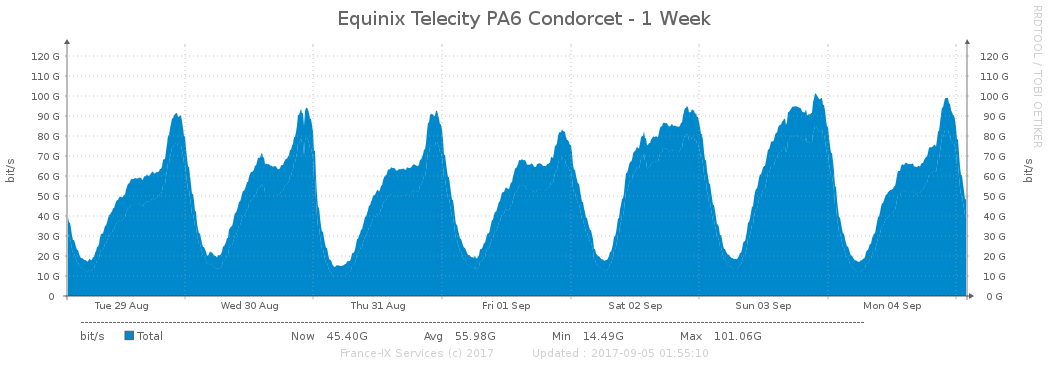 Equinix Telecity PA6 Condorcet - 1 Week
RRDTOOL / TOBI OETIKER
120 G 120 G
110 G 110 G
100 G 100 G
90 G 90 G
80 G 80 G
70 G 70 G
60 G 60 G
50 G 50 G
40 G 40 G
30 G 30 G
20 G 20 G
10 G 10 G
0 0 G
bit/s bit/s
Tue 29 Aug Wed 30 Aug Thu 31 Aug Fri 01 Sep Sat 02 Sep Sun 03 Sep Mon 04 Sep
bit/s Total Now 45.40G Avg 55.98G Min 14.49G Max 101.06G
France-IX Services (c) 2017 Updated : 2017-09-05 01:55:10